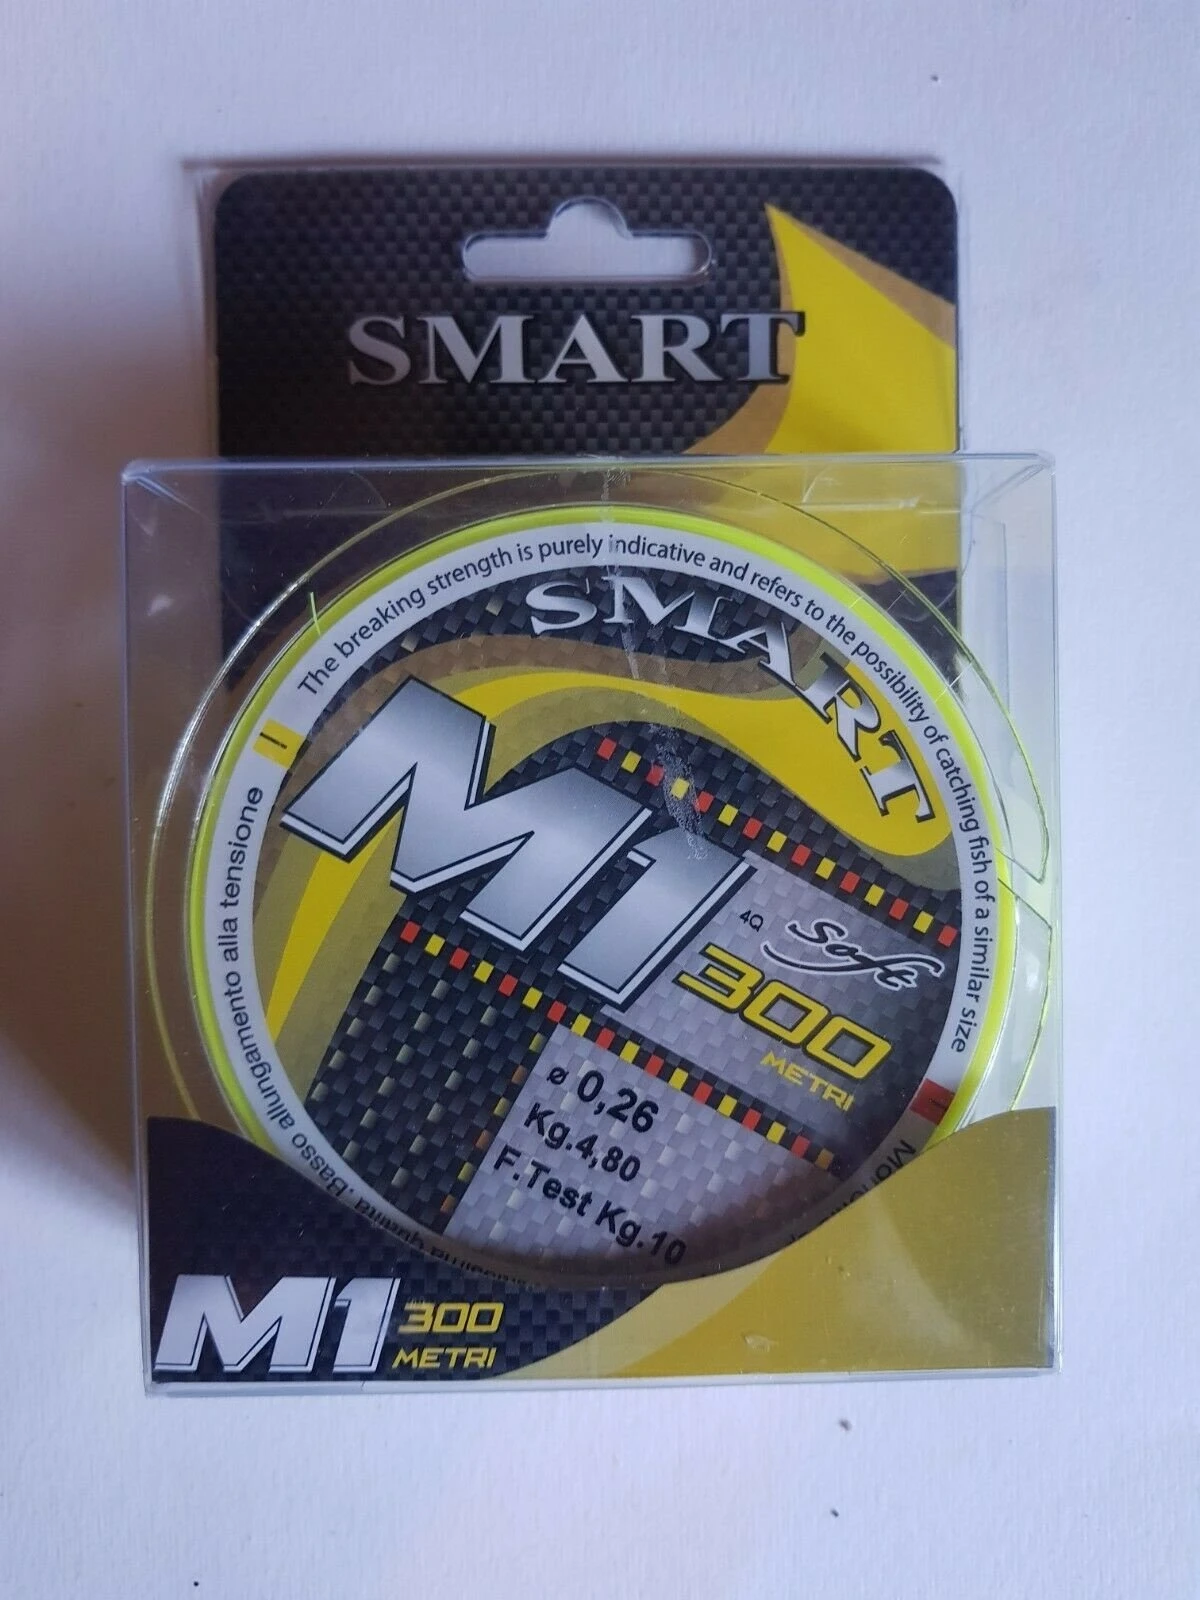 SMART
The breaking strength is purely indicative and refers to the possibility of catching fish of a similar size
I
SMART
M1
4Q
Soft
300
METRI
ø 0,26
Kg.4,80
F.Test Kg.10
Basso allungamento alla tensione
M1
300
METRI